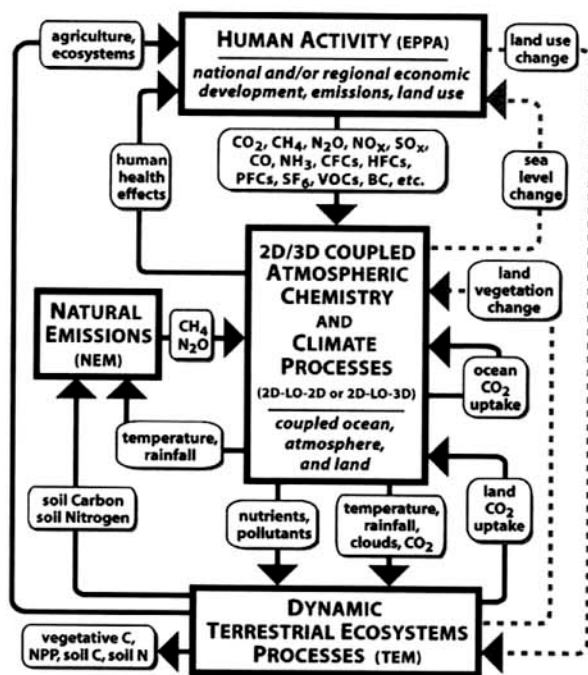 agriculture,
ecosystems
HUMAN ACTIVITY (EPPA)
national and/or regional economic
development, emissions, land use
land use
change
human
health
effects
CO2, CH4, N2O, NOX, SOX,
CO, NH3, CFCs, HFCs,
PFCs, SF6, VOCs, BC, etc.
sea
level
change
2D/3D COUPLED
ATMOSPHERIC
CHEMISTRY
AND
CLIMATE
PROCESSES
(2D-LO-2D or 2D-LO-3D)
coupled ocean,
atmosphere,
and land
land
vegetation
change
NATURAL
EMISSIONS
(NEM)
CH4
N2O
ocean
CO2
uptake
temperature,
rainfall
soil Carbon
soil Nitrogen
nutrients,
pollutants
temperature,
rainfall,
clouds, CO2
land
CO2
uptake
DYNAMIC
TERRESTRIAL ECOSYSTEMS
PROCESSES (TEM)
vegetative C,
NPP, soil C, soil N